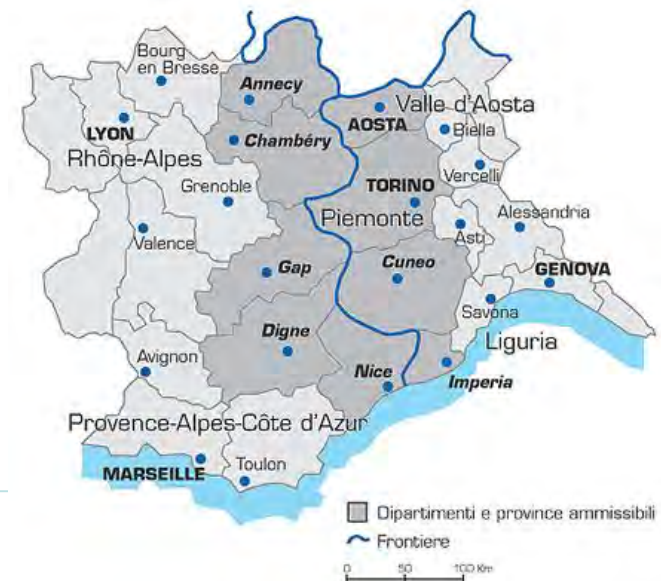 Bourg
en Bresse
Annecy
Valle d'Aosta
AOSTA
LYON
Biella
Chambéry
Rhône-Alpes
Vercelli
Grenoble
TORINO
Piemonte
Alessandria
Valence
Asti
Gap
Cuneo
GENOVA
Savona
Digne
Liguria
Avignon
Nice
Imperia
Provence-Alpes-Côte d'Azur
MARSEILLE
Toulon
Dipartimenti e province ammissibili
Frontiere
0 50 100 Km